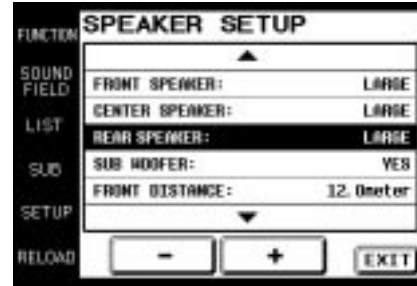 SPEAKER SETUP
FUNCTION
SOUND FIELD
LIST
SUB
SETUP
RELOAD
FRONT SPEAKER: LARGE
CENTER SPEAKER: LARGE
REAR SPEAKER: LARGE
SUB WOOFER: YES
FRONT DISTANCE: 12.0meter
- + EXIT